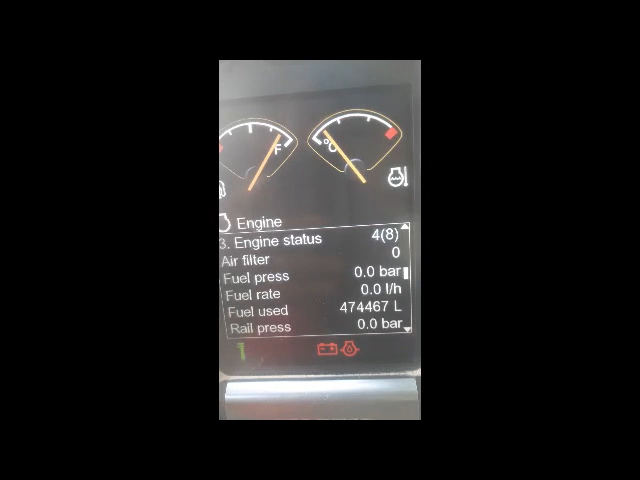 F
°C
Engine
3. Engine status 4(8)
Air filter 0
Fuel press 0.0 bar
Fuel rate 0.0 l/h
Fuel used 474467 L
Rail press 0.0 bar